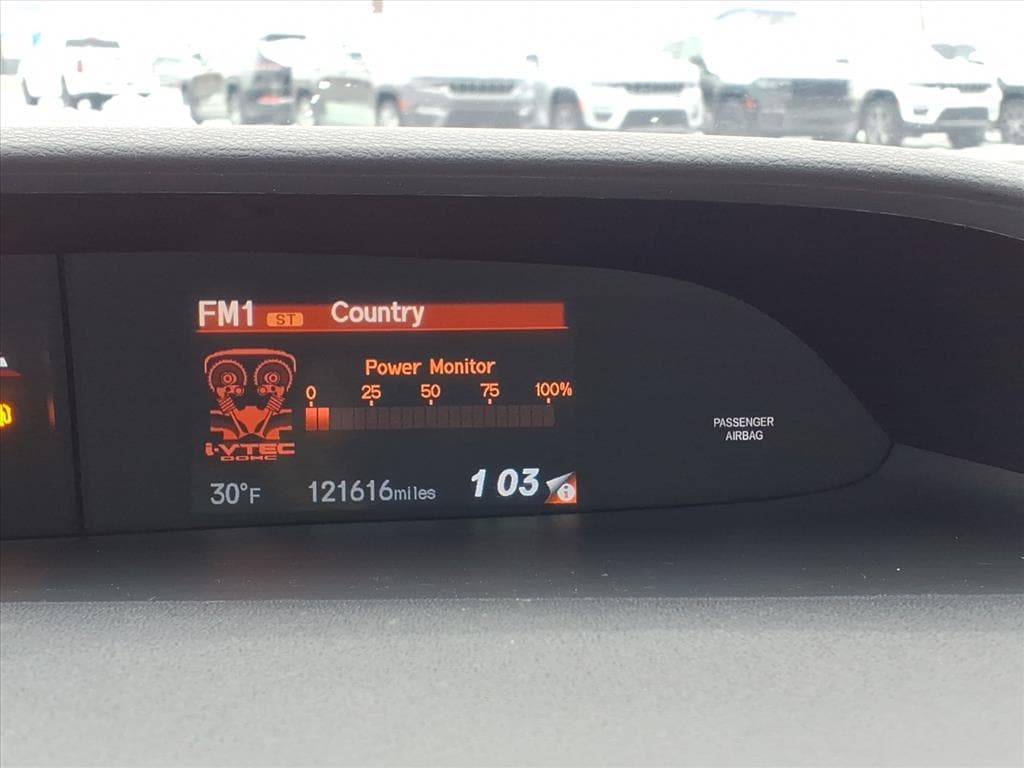 FM1 ST Country
Power Monitor
0 25 50 75 100%
i-VTEC
DOHC
30°F 121616miles 1 03 i
PASSENGER
AIRBAG